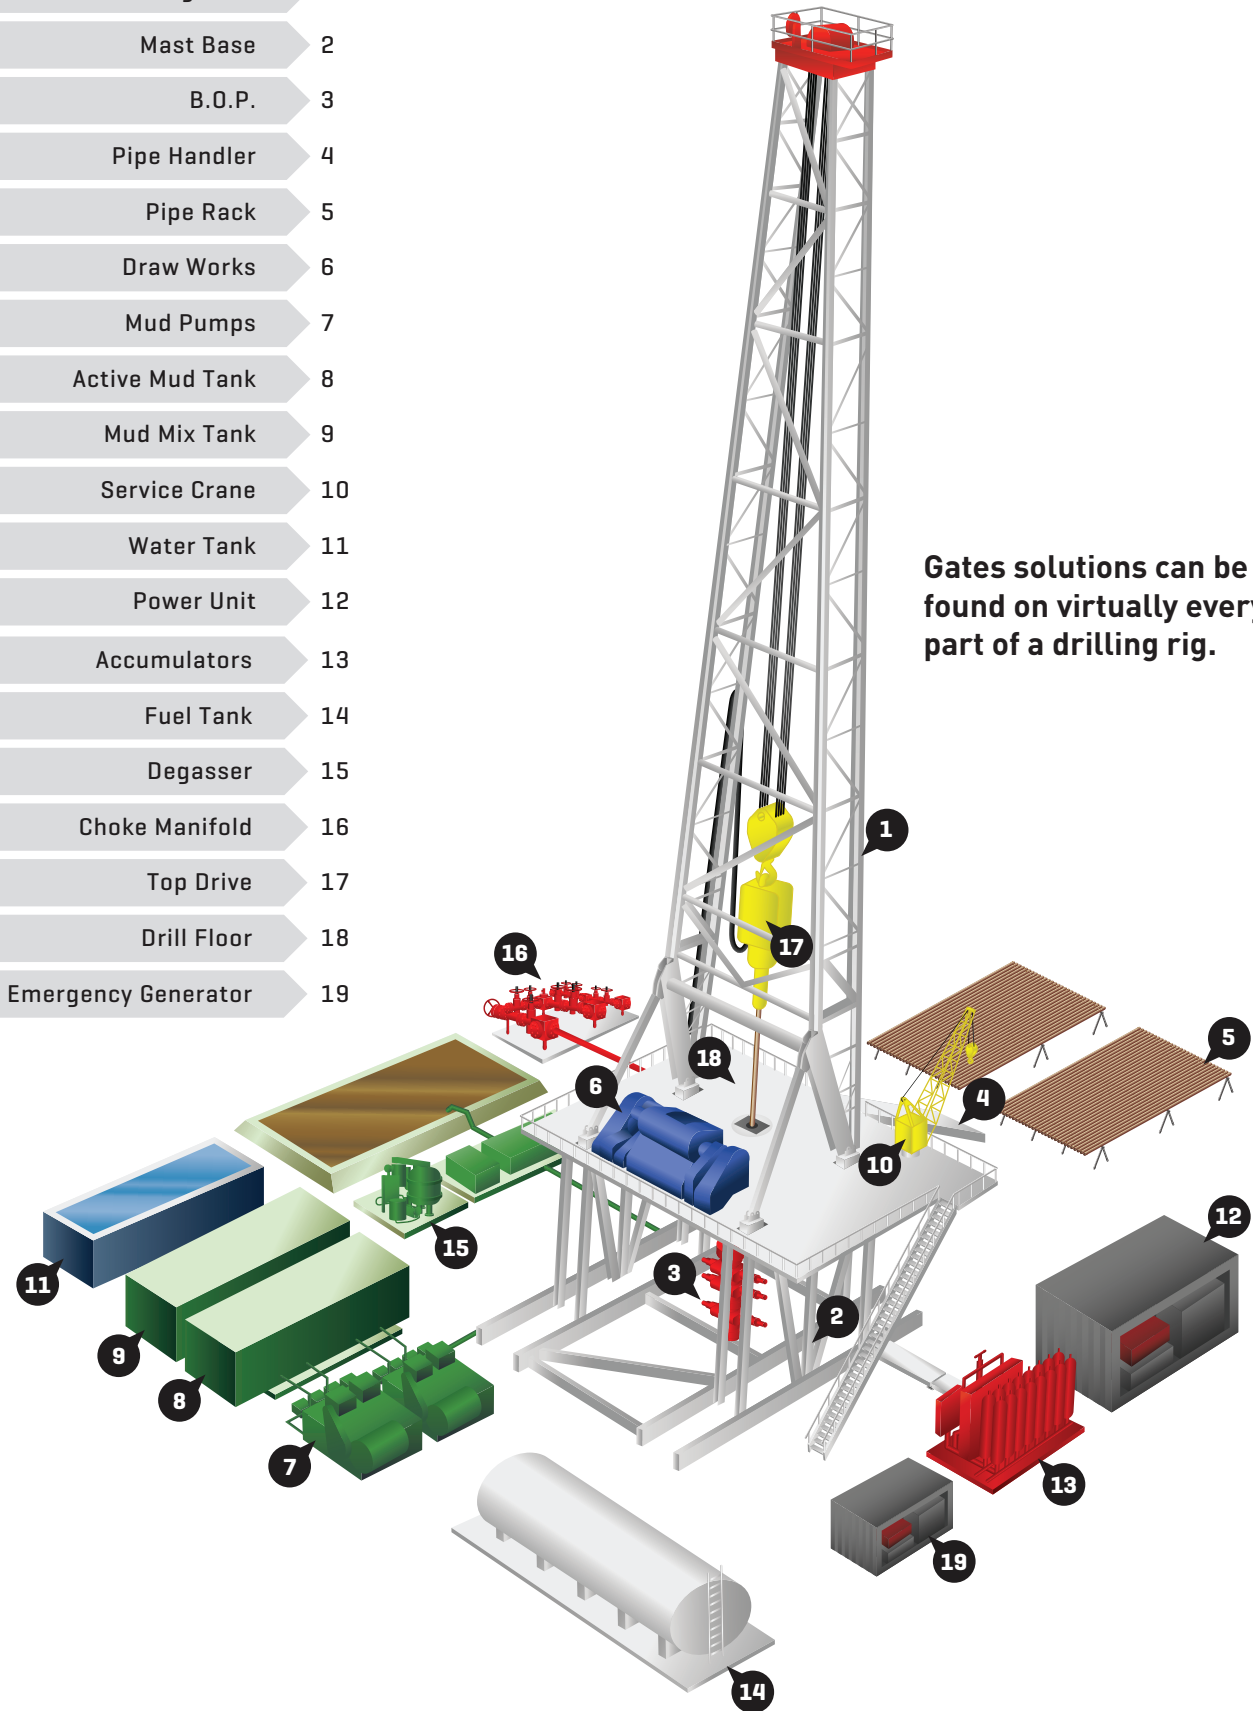 Mast Base 2
B.O.P. 3
Pipe Handler 4
Pipe Rack 5
Draw Works 6
Mud Pumps 7
Active Mud Tank 8
Mud Mix Tank 9
Service Crane 10
Water Tank 11
Power Unit 12
Accumulators 13
Fuel Tank 14
Degasser 15
Choke Manifold 16
Top Drive 17
Drill Floor 18
Emergency Generator 19
Gates solutions can be
found on virtually every
part of a drilling rig.
1
17
16
18
5
6
4
10
12
15
11
3
2
9
8
7
13
19
14